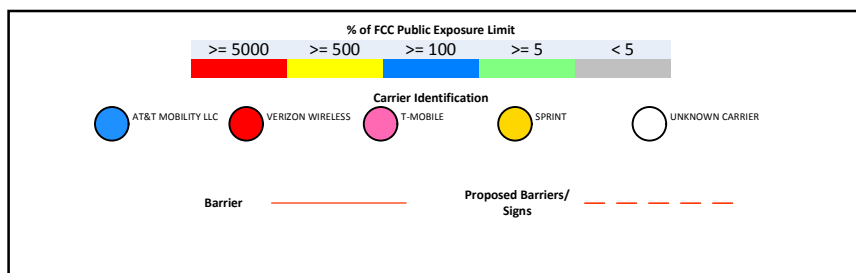 % of FCC Public Exposure Limit
>= 5000 >= 500 >= 100 >= 5 < 5
Carrier Identification
AT&T MOBILITY LLC VERIZON WIRELESS T-MOBILE SPRINT UNKNOWN CARRIER
Barrier Proposed Barriers/
Signs